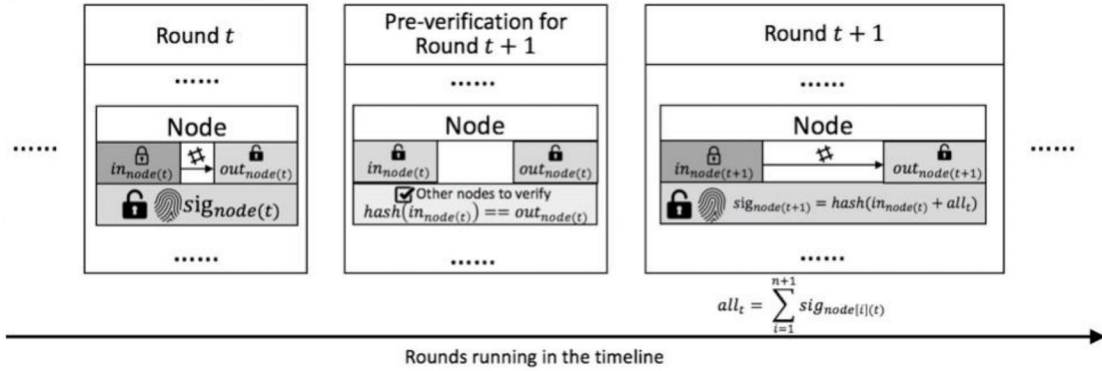 Round t
......
Node
in_node(t) # out_node(t)
sig_node(t)
......
......
Pre-verification for
Round t + 1
......
Node
in_node(t) out_node(t)
Other nodes to verify
hash(in_node(t)) == out_node(t)
......
Round t + 1
......
Node
in_node(t+1) # out_node(t+1)
sig_node(t+1) = hash(in_node(t) + all_t)
......
......
all_t = ∑_{i=1}^{n+1} sig_node[i](t)
Rounds running in the timeline